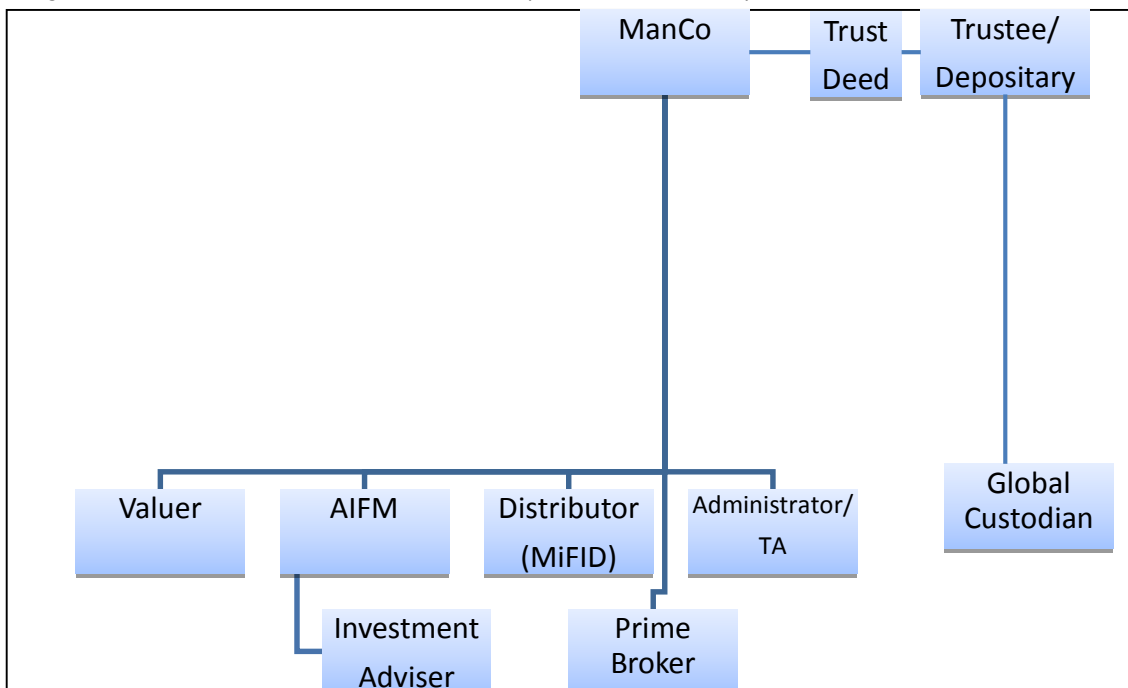 ManCo
Trust
Deed
Trustee/
Depositary
Valuer
AIFM
Distributor
(MiFID)
Administrator/
TA
Global
Custodian
Investment
Adviser
Prime
Broker